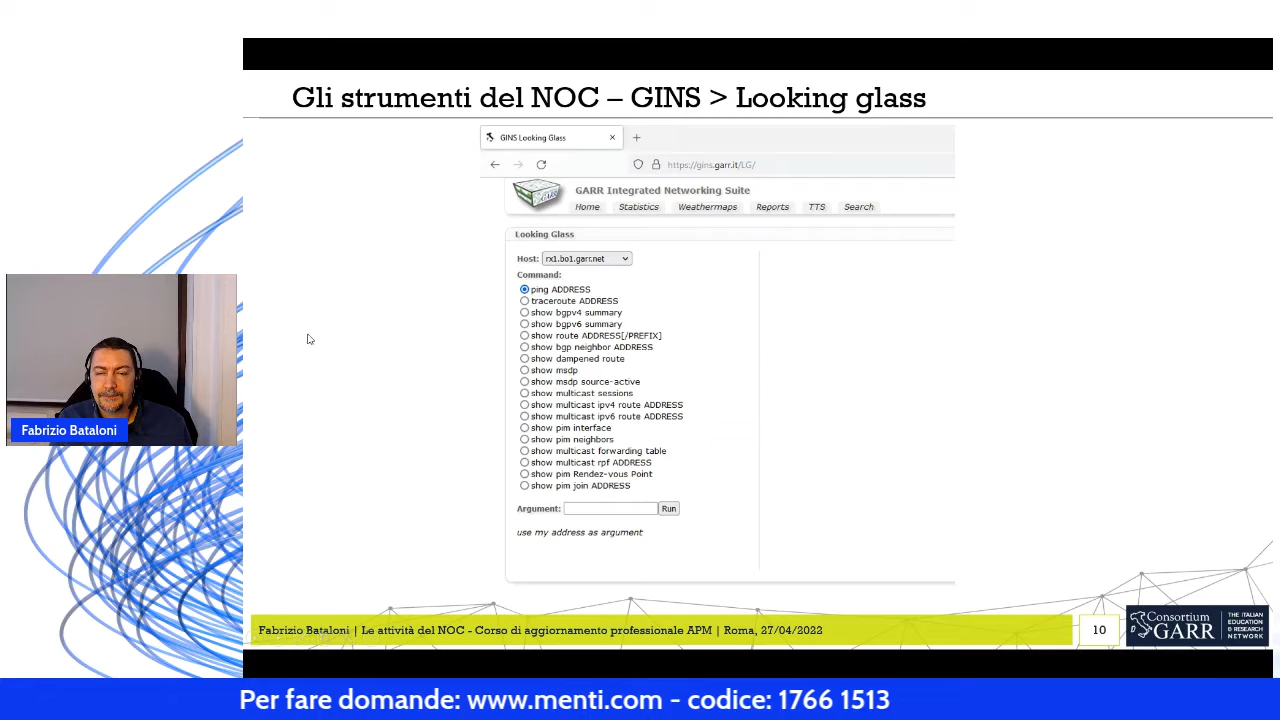 Gli strumenti del NOC – GINS > Looking glass
GINS Looking Glass
https://gins.garr.it/LG/
GARR
GARR Integrated Networking Suite
Home Statistics Weathermaps Reports TTS Search
Looking Glass
Host: rx1.bo1.garr.net
Command:
ping ADDRESS
traceroute ADDRESS
show bgpv4 summary
show bgpv6 summary
show route ADDRESS[/PREFIX]
show bgp neighbor ADDRESS
show dampened route
show msdp
show msdp source-active
show multicast sessions
show multicast ipv4 route ADDRESS
show multicast ipv6 route ADDRESS
show pim interface
show pim neighbors
show multicast forwarding table
show multicast rpf ADDRESS
show pim Rendez-vous Point
show pim join ADDRESS
Argument: Run
use my address as argument
Fabrizio Bataloni
Fabrizio Bataloni | Le attività del NOC - Corso di aggiornamento professionale APM | Roma, 27/04/2022
10
Consortium
GARR
THE ITALIAN
EDUCATION
& RESEARCH
NETWORK
Per fare domande: www.menti.com - codice: 1766 1513